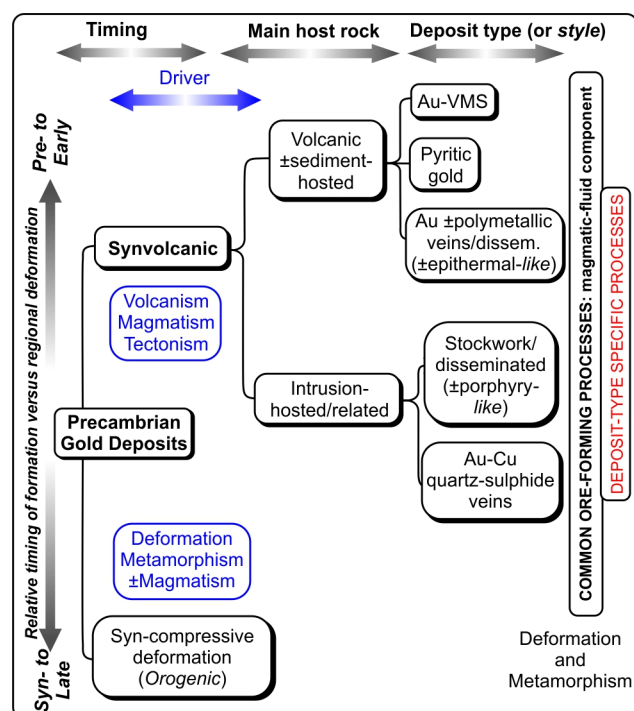 Timing
Main host rock
Deposit type (or style)
Driver
Pre- to
Early
Relative timing of formation versus regional deformation
Syn- to
Late
Precambrian
Gold Deposits
Synvolcanic
Volcanism
Magmatism
Tectonism
Deformation
Metamorphism
±Magmatism
Syn-compressive
deformation
(Orogenic)
Volcanic
±sediment-
hosted
Intrusion-
hosted/related
Au-VMS
Pyritic
gold
Au ±polymetallic
veins/dissem.
(±epithermal-like)
Stockwork/
disseminated
(±porphyry-
like)
Au-Cu
quartz-sulphide
veins
COMMON ORE-FORMING PROCESSES: magmatic-fluid component
DEPOSIT-TYPE SPECIFIC PROCESSES
Deformation
and
Metamorphism